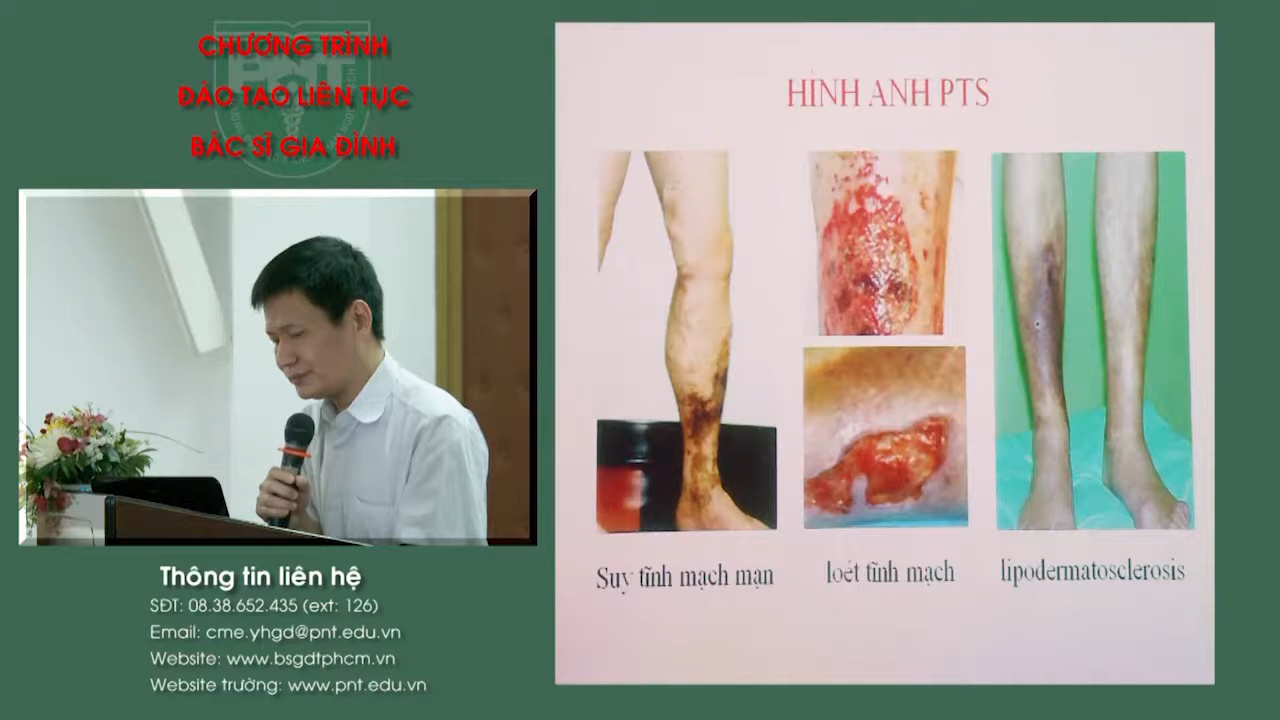 CHƯƠNG TRÌNH
ĐÀO TẠO LIÊN TỤC
BÁC SĨ GIA ĐÌNH
PNT
Thông tin liên hệ
SĐT: 08.38.652.435 (ext: 126)
Email: cme.yhgd@pnt.edu.vn
Website: www.bsgdtphcm.vn
Website trường: www.pnt.edu.vn
HÌNH ANH PTS
Suy tĩnh mạch mạn
loét tĩnh mạch
lipodermatosclerosis